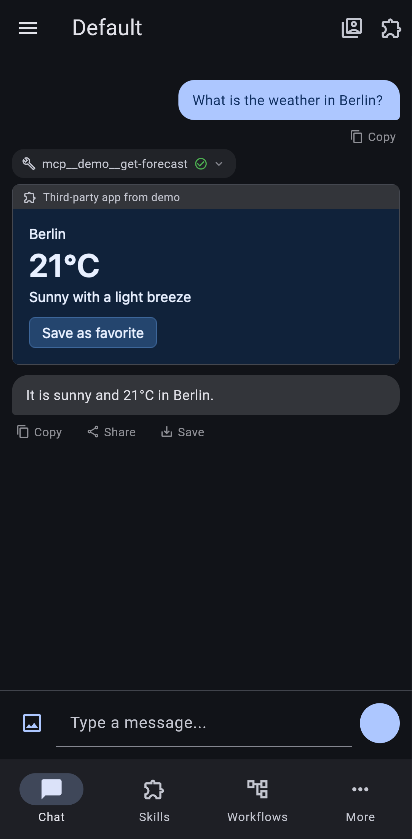 Default
What is the weather in Berlin?
Copy
mcp__demo__get-forecast
Third-party app from demo
Berlin
21°C
Sunny with a light breeze
Save as favorite
It is sunny and 21°C in Berlin.
Copy Share Save
Type a message...
Chat Skills Workflows More